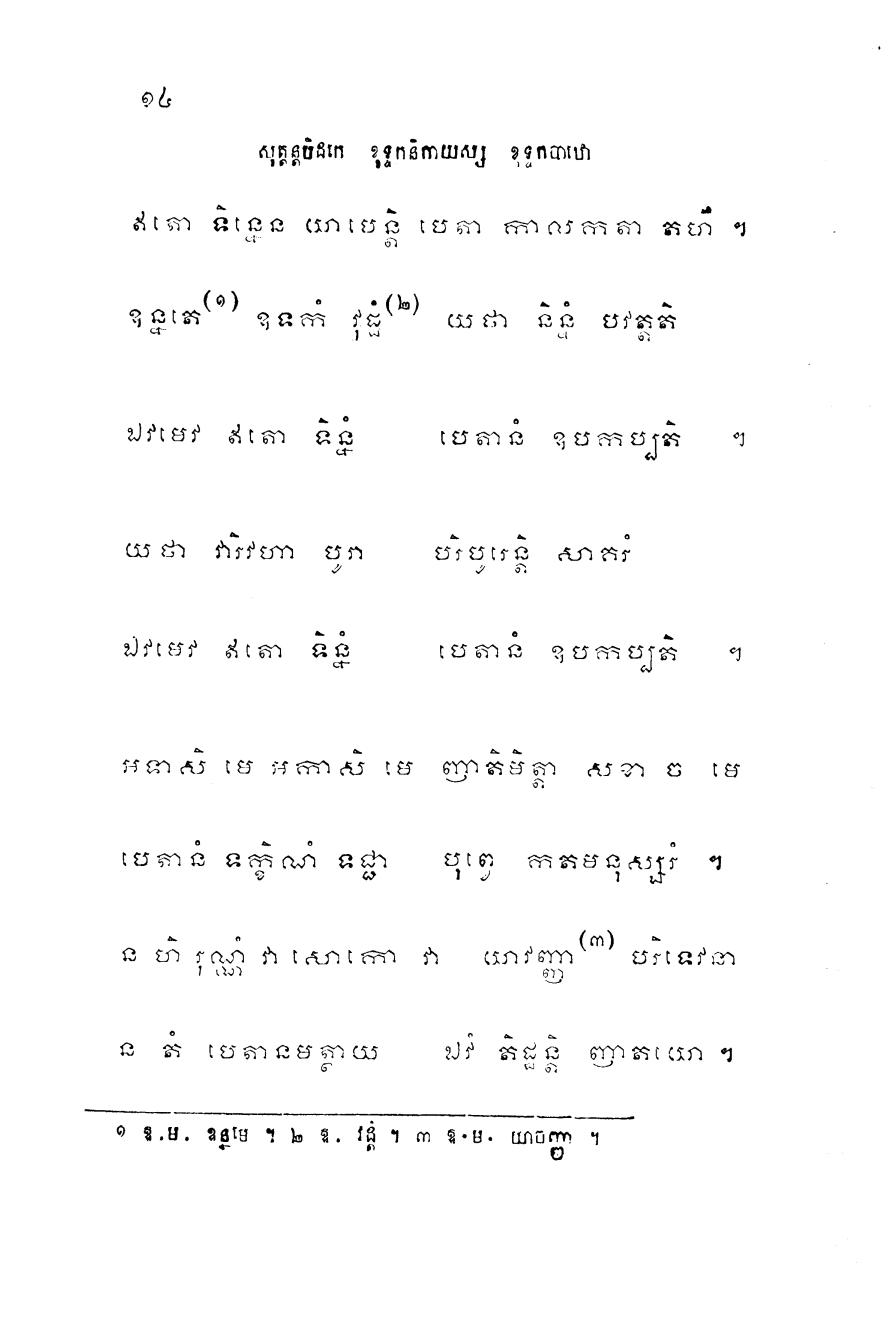 ១៤
សុត្តន្តបិដកេ ខុទ្ទកនិកាយស្ស ខុទ្ទកបាឋោ
ឥតោ ទិន្នេន យាបេន្តិ បេតា កាលកតា តហឹ ។
ឧន្នតេ(១) ឧទកំ វុដ្ឋំ(២) យថា និន្នំ បវត្តតិ
ឯវមេវ ឥតោ ទិន្នំ បេតានំ ឧបកប្បតិ ។
យថា វារិវហា បូរា បរិបូរេន្តិ សាគរំ
ឯវមេវ ឥតោ ទិន្នំ បេតានំ ឧបកប្បតិ ។
អទាសិ មេ អកាសិ មេ ញាតិមិត្តា សខា ច មេ
បេតានំ ទក្ខិណំ ទជ្ជា បុព្វេ កតមនុស្សរំ ។
ន ហិ រុណ្ណំ វា សោកោ វា យាវញ្ញា(៣) បរិទេវនា
ន តំ បេតានមត្ថាយ ឯវំ តិដ្ឋន្តិ ញាតយោ ។
១ ឱ.ម. ឧន្នមេ ។ ២ ឱ. វន្តំ ។ ៣ ឱ.ម. យាចញ្ញា ។